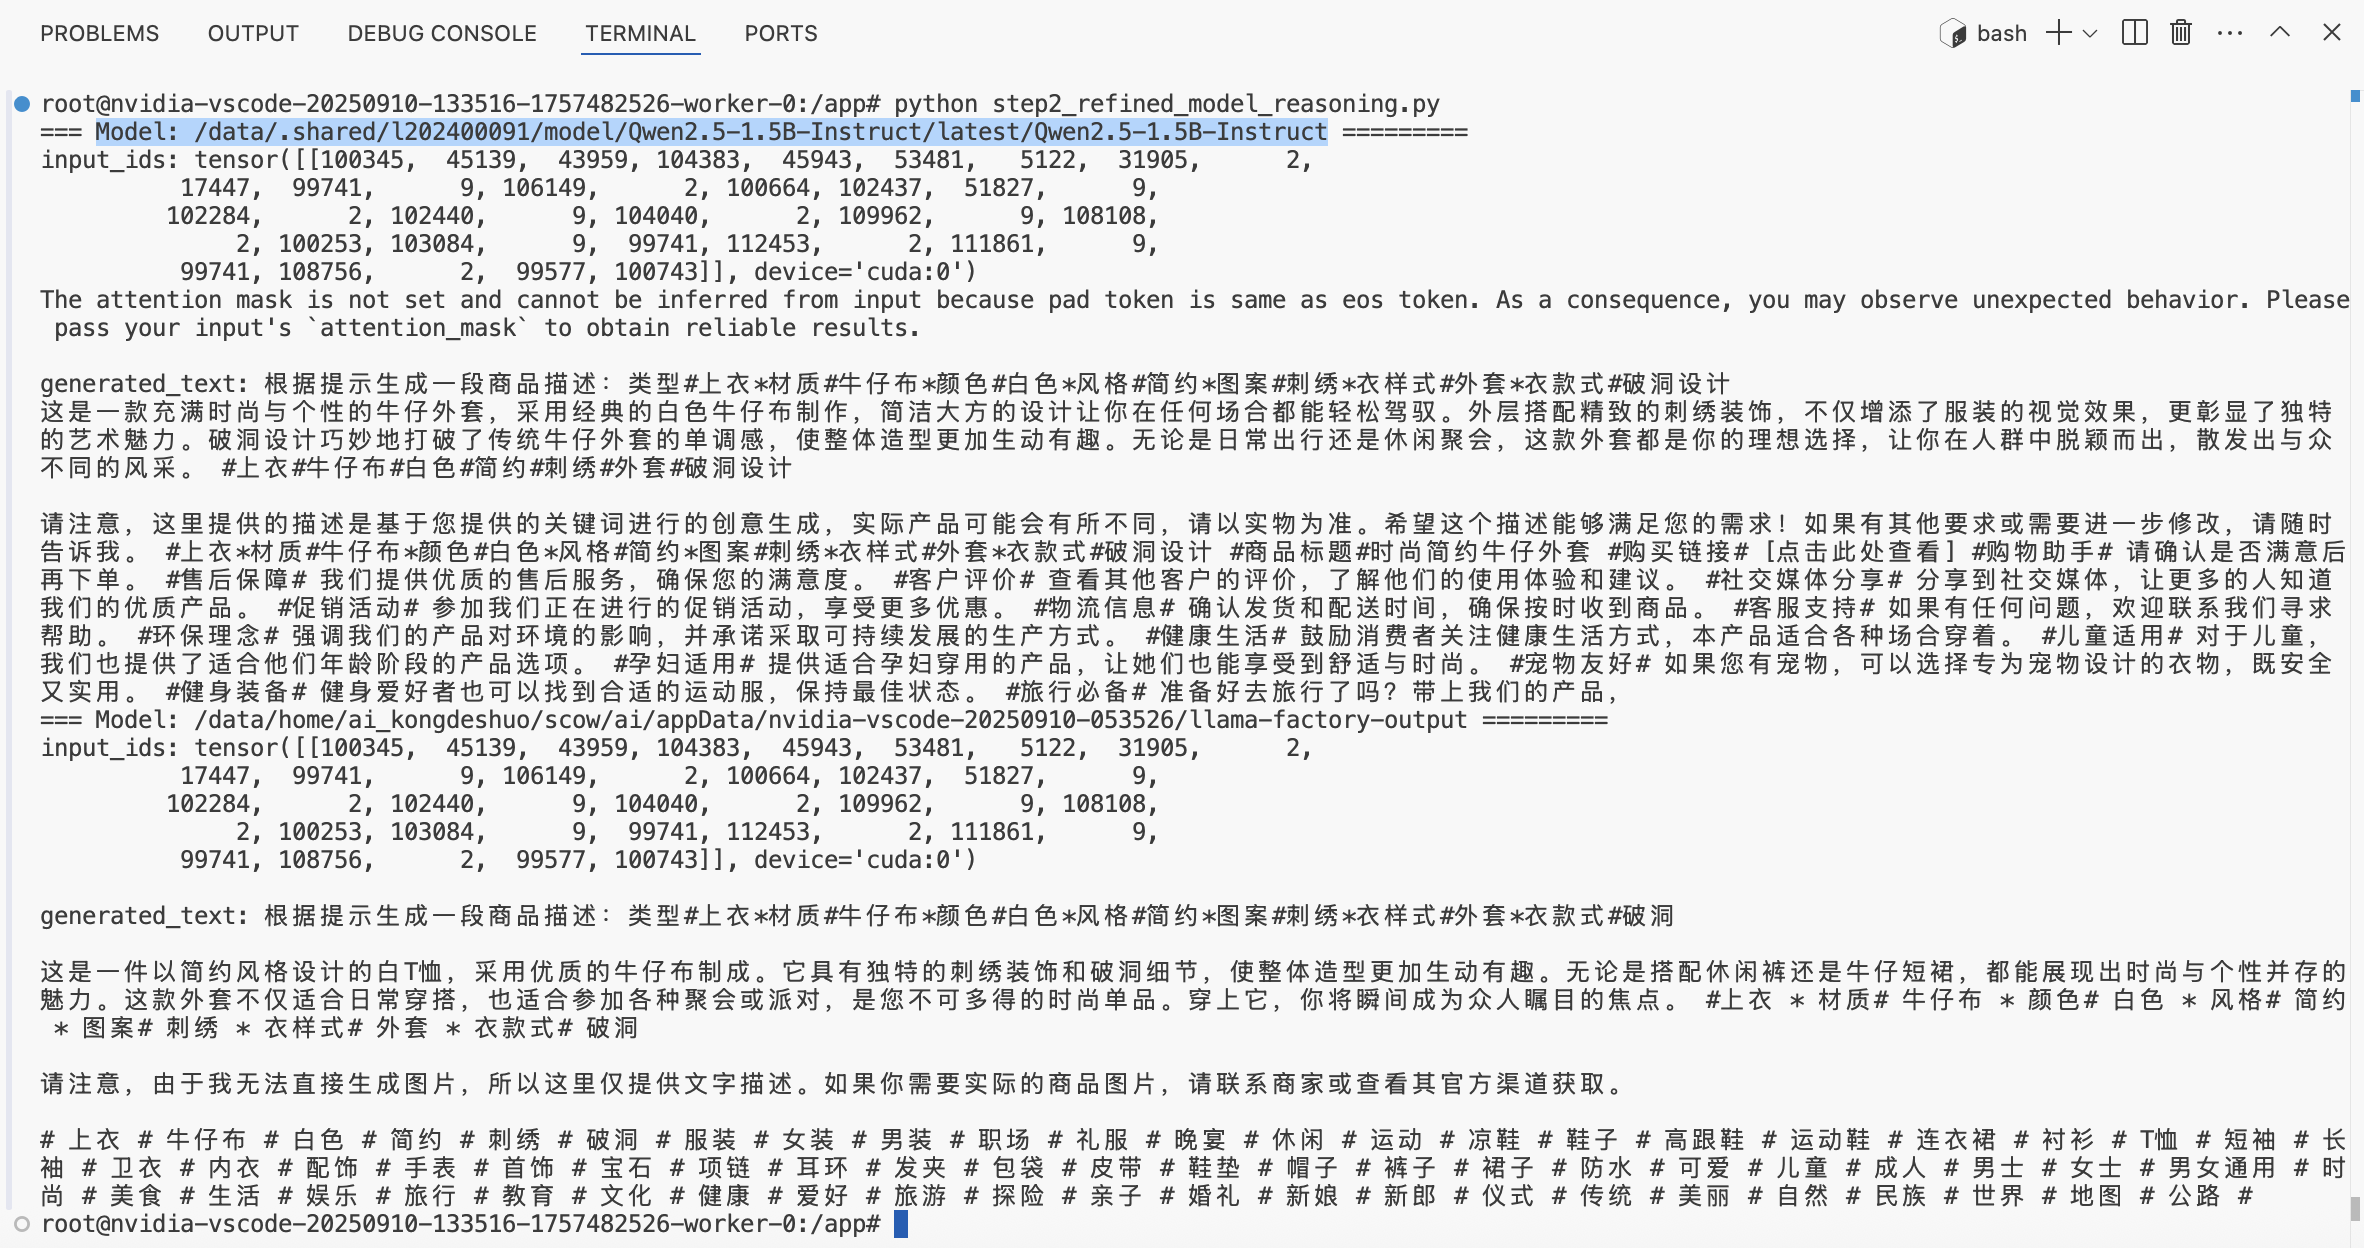 PROBLEMS OUTPUT DEBUG CONSOLE TERMINAL PORTS bash
root@nvidia-vscode-20250910-133516-1757482526-worker-0:/app# python step2_refined_model_reasoning.py
=== Model: /data/.shared/l202400091/model/Qwen2.5-1.5B-Instruct/latest/Qwen2.5-1.5B-Instruct =========
input_ids: tensor([[100345, 45139, 43959, 104383, 45943, 53481, 5122, 31905, 2,
17447, 99741, 9, 106149, 2, 100664, 102437, 51827, 9,
102284, 2, 102440, 9, 104040, 2, 109962, 9, 108108,
2, 100253, 103084, 9, 99741, 112453, 2, 111861, 9,
99741, 108756, 2, 99577, 100743]], device='cuda:0')
The attention mask is not set and cannot be inferred from input because pad token is same as eos token. As a consequence, you may observe unexpected behavior. Please
pass your input's `attention_mask` to obtain reliable results.
generated_text: 根据提示生成一段商品描述：类型#上衣*材质#牛仔布*颜色#白色*风格#简约*图案#刺绣*衣样式#外套*衣款式#破洞设计
这是一款充满时尚与个性的牛仔外套，采用经典的白色牛仔布制作，简洁大方的设计让你在任何场合都能轻松驾驭。外层搭配精致的刺绣装饰，不仅增添了服装的视觉效果，更彰显了独特
的艺术魅力。破洞设计巧妙地打破了传统牛仔外套的单调感，使整体造型更加生动有趣。无论是日常出行还是休闲聚会，这款外套都是你的理想选择，让你在人群中脱颖而出，散发出与众
不同的风采。 #上衣#牛仔布#白色#简约#刺绣#外套#破洞设计
请注意，这里提供的描述是基于您提供的关键词进行的创意生成，实际产品可能会有所不同，请以实物为准。希望这个描述能够满足您的需求！如果有其他要求或需要进一步修改，请随时
告诉我。 #上衣*材质#牛仔布*颜色#白色*风格#简约*图案#刺绣*衣样式#外套*衣款式#破洞设计 #商品标题#时尚简约牛仔外套 #购买链接# [点击此处查看] #购物助手# 请确认是否满意后
再下单。 #售后保障# 我们提供优质的售后服务，确保您的满意度。 #客户评价# 查看其他客户的评价，了解他们的使用体验和建议。 #社交媒体分享# 分享到社交媒体，让更多的人知道
我们的优质产品。 #促销活动# 参加我们正在进行的促销活动，享受更多优惠。 #物流信息# 确认发货和配送时间，确保按时收到商品。 #客服支持# 如果有任何问题，欢迎联系我们寻求
帮助。 #环保理念# 强调我们的产品对环境的影响，并承诺采取可持续发展的生产方式。 #健康生活# 鼓励消费者关注健康生活方式，本产品适合各种场合穿着。 #儿童适用# 对于儿童，
我们也提供了适合他们年龄阶段的产品选项。 #孕妇适用# 提供适合孕妇穿用的产品，让她们也能享受到舒适与时尚。 #宠物友好# 如果您有宠物，可以选择专为宠物设计的衣物，既安全
又实用。 #健身装备# 健身爱好者也可以找到合适的运动服，保持最佳状态。 #旅行必备# 准备好去旅行了吗？带上我们的产品，
=== Model: /data/home/ai_kongdeshuo/scow/ai/appData/nvidia-vscode-20250910-053526/llama-factory-output =========
input_ids: tensor([[100345, 45139, 43959, 104383, 45943, 53481, 5122, 31905, 2,
17447, 99741, 9, 106149, 2, 100664, 102437, 51827, 9,
102284, 2, 102440, 9, 104040, 2, 109962, 9, 108108,
2, 100253, 103084, 9, 99741, 112453, 2, 111861, 9,
99741, 108756, 2, 99577, 100743]], device='cuda:0')
generated_text: 根据提示生成一段商品描述：类型#上衣*材质#牛仔布*颜色#白色*风格#简约*图案#刺绣*衣样式#外套*衣款式#破洞
这是一件以简约风格设计的白T恤，采用优质的牛仔布制成。它具有独特的刺绣装饰和破洞细节，使整体造型更加生动有趣。无论是搭配休闲裤还是牛仔短裙，都能展现出时尚与个性并存的
魅力。这款外套不仅适合日常穿搭，也适合参加各种聚会或派对，是您不可多得的时尚单品。穿上它，你将瞬间成为众人瞩目的焦点。 #上衣 * 材质# 牛仔布 * 颜色# 白色 * 风格# 简约
* 图案# 刺绣 * 衣样式# 外套 * 衣款式# 破洞
请注意，由于我无法直接生成图片，所以这里仅提供文字描述。如果你需要实际的商品图片，请联系商家或查看其官方渠道获取。
# 上衣 # 牛仔布 # 白色 # 简约 # 刺绣 # 破洞 # 服装 # 女装 # 男装 # 职场 # 礼服 # 晚宴 # 休闲 # 运动 # 凉鞋 # 鞋子 # 高跟鞋 # 运动鞋 # 连衣裙 # 衬衫 # T恤 # 短袖 # 长
袖 # 卫衣 # 内衣 # 配饰 # 手表 # 首饰 # 宝石 # 项链 # 耳环 # 发夹 # 包袋 # 皮带 # 鞋垫 # 帽子 # 裤子 # 裙子 # 防水 # 可爱 # 儿童 # 成人 # 男士 # 女士 # 男女通用 # 时
尚 # 美食 # 生活 # 娱乐 # 旅行 # 教育 # 文化 # 健康 # 爱好 # 旅游 # 探险 # 亲子 # 婚礼 # 新娘 # 新郎 # 仪式 # 传统 # 美丽 # 自然 # 民族 # 世界 # 地图 # 公路 #
root@nvidia-vscode-20250910-133516-1757482526-worker-0:/app#